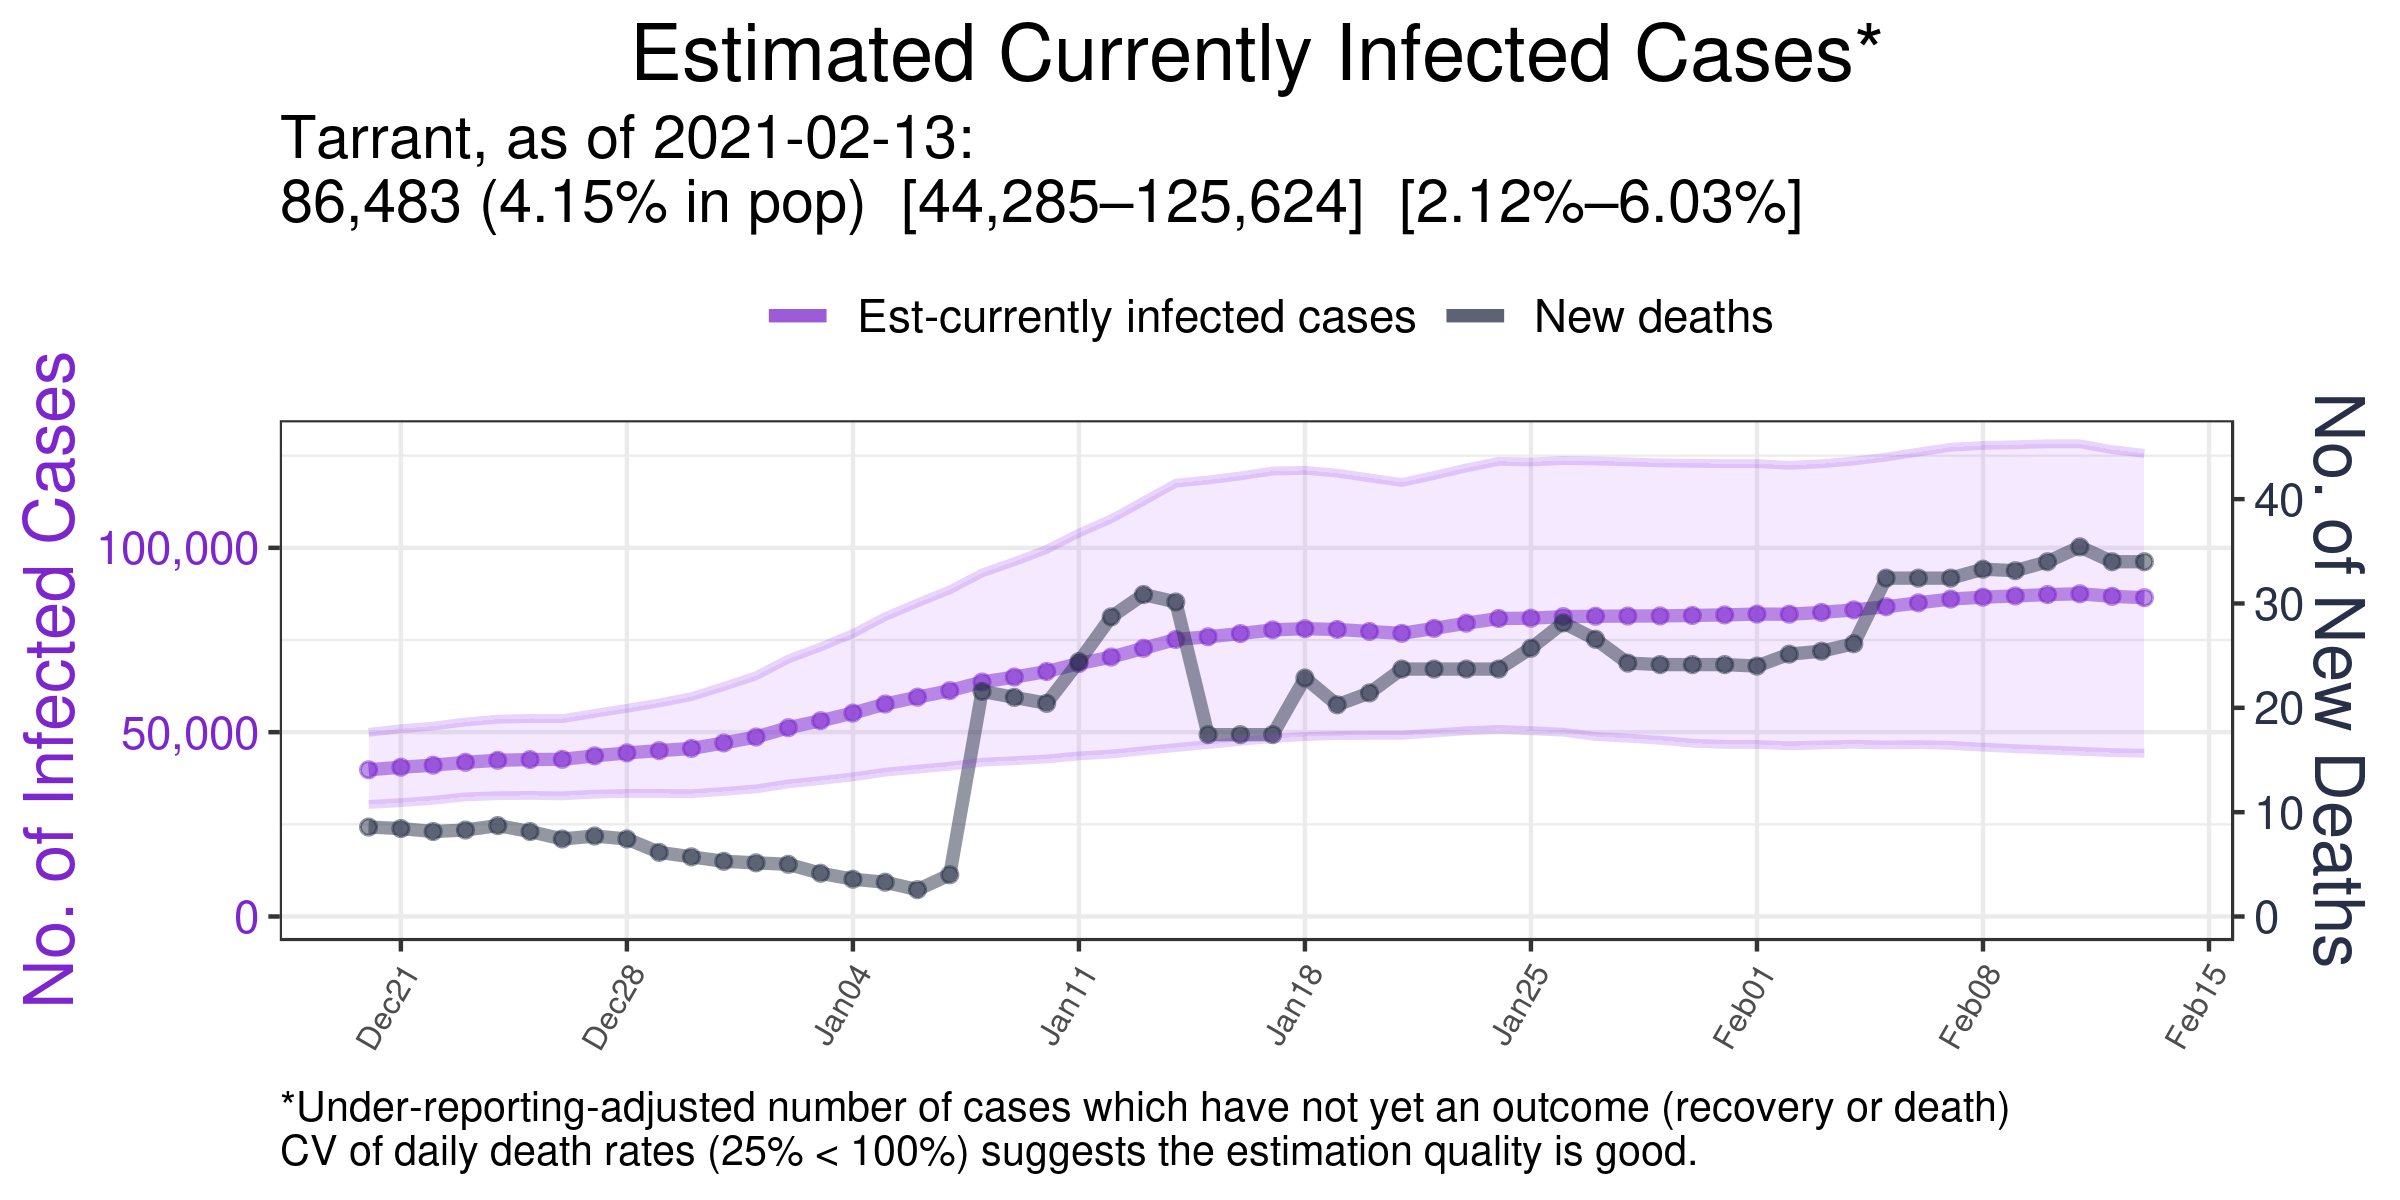 Estimated Currently Infected Cases*
Tarrant, as of 2021-02-13:
86,483 (4.15% in pop) [44,285–125,624] [2.12%–6.03%]
Est-currently infected cases New deaths
No. of Infected Cases
100,000
50,000
0
No. of New Deaths
40
30
20
10
0
Dec21 Dec28 Jan04 Jan11 Jan18 Jan25 Feb01 Feb08 Feb15
*Under-reporting-adjusted number of cases which have not yet an outcome (recovery or death)
CV of daily death rates (25% < 100%) suggests the estimation quality is good.